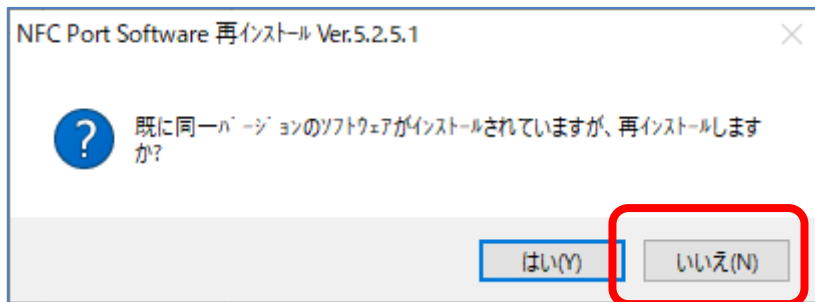 NFC Port Software 再ｲﾝｽﾄｰﾙ Ver.5.2.5.1
既に同一ﾊﾞｰｼﾞｮﾝのｿﾌﾄｳｪｱがｲﾝｽﾄｰﾙされていますが、再ｲﾝｽﾄｰﾙします
か?
はい(Y)
いいえ(N)